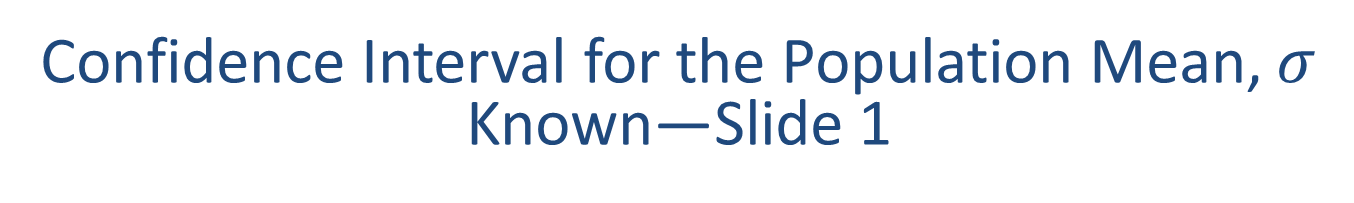 Confidence Interval for the Population Mean, σ
Known—Slide 1